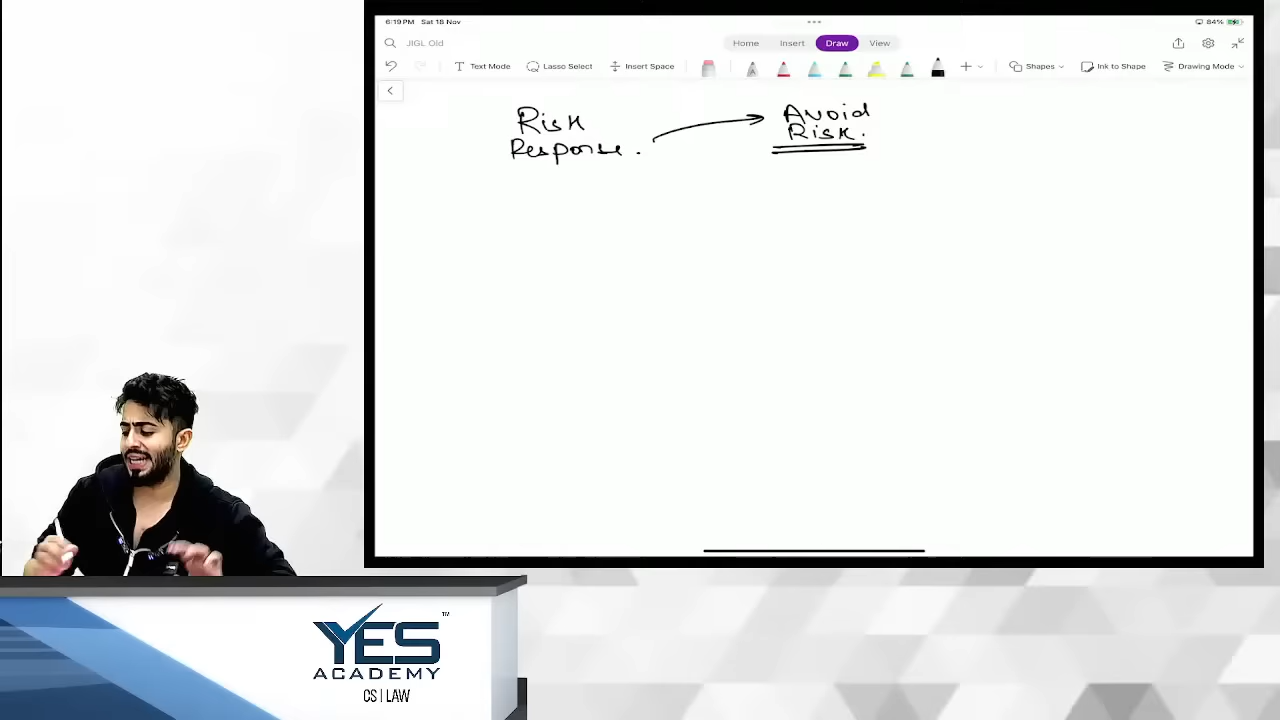 6:19 PM Sat 18 Nov
84%
JIGL Old
Home Insert Draw View
Text Mode Lasso Select Insert Space Shapes Ink to Shape Drawing Mode
Risk
Response.
Avoid
Risk.
YES
TM
ACADEMY
CS | LAW